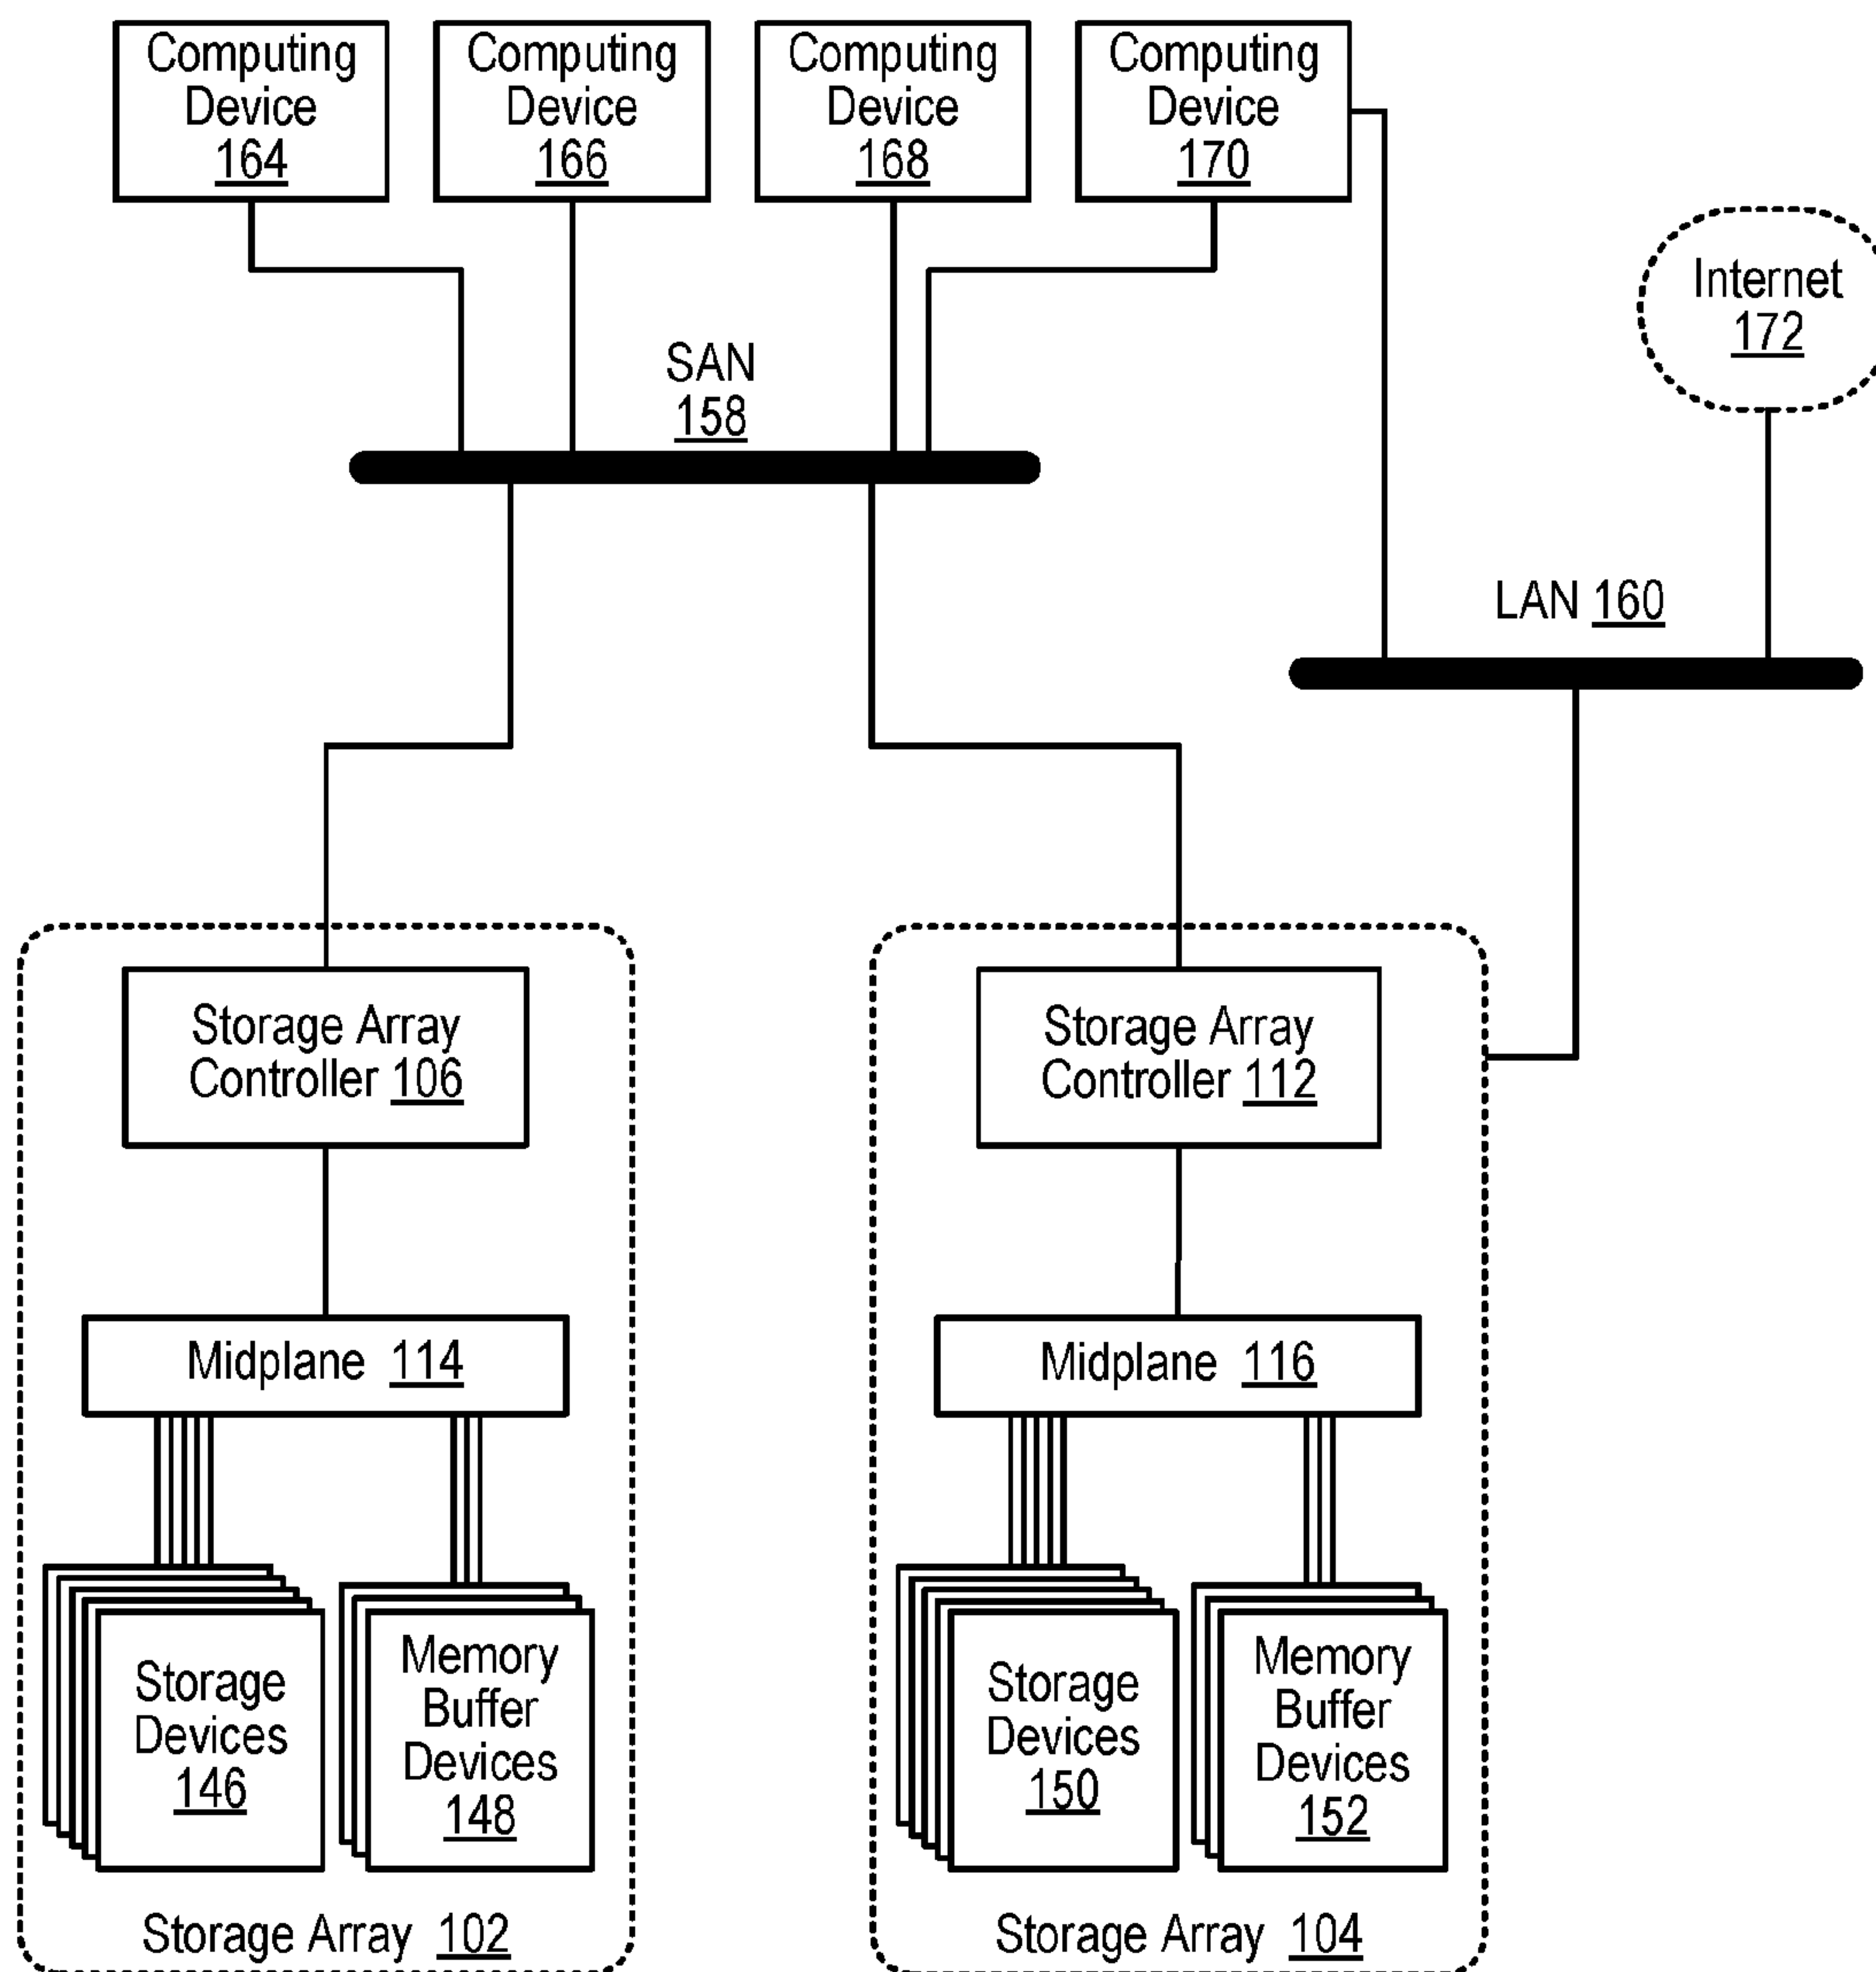 Computing
Device
164
Computing
Device
166
Computing
Device
168
Computing
Device
170
Internet
172
SAN
158
LAN 160
Storage Array
Controller 106
Storage Array
Controller 112
Midplane 114
Midplane 116
Storage
Devices
146
Memory
Buffer
Devices
148
Storage
Devices
150
Memory
Buffer
Devices
152
Storage Array 102
Storage Array 104